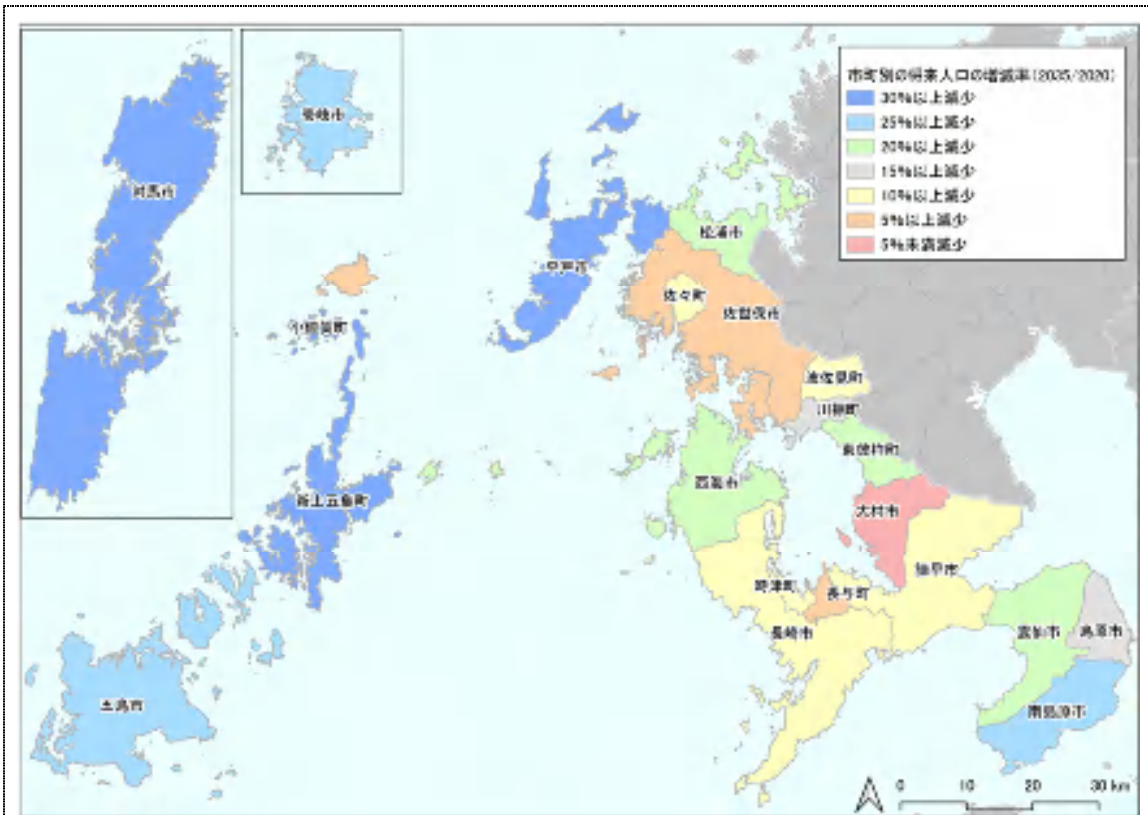 市町別の将来人口の増減率(2035/2020)
30%以上減少
25%以上減少
20%以上減少
15%以上減少
10%以上減少
5%以上減少
5%未満減少
壱岐市
対馬市
松浦市
平戸市
佐々町
佐世保市
小値賀町
波佐見町
川棚町
東彼杵町
西海市
新上五島町
大村市
諫早市
時津町
長与町
長崎市
雲仙市
島原市
五島市
南島原市
0 10 20 30 km